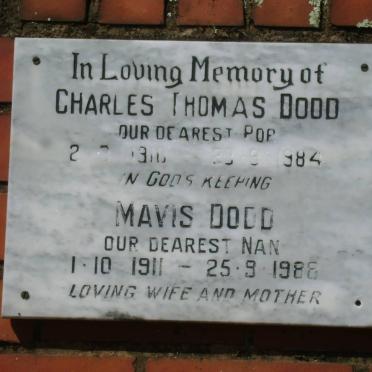 In Loving Memory of
CHARLES THOMAS DODD
OUR DEAREST POP
1984
IN GODS KEEPING
MAVIS DODD
OUR DEAREST NAN
1·10 1911 – 25·9 1988
LOVING WIFE AND MOTHER